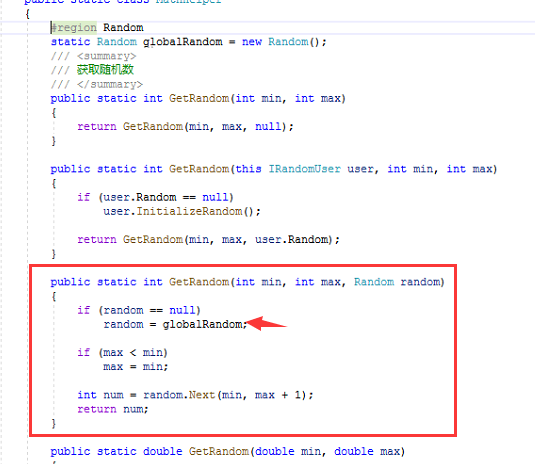 public static class MathHelper
{
#region Random
static Random globalRandom = new Random();
/// <summary>
/// 获取随机数
/// </summary>
public static int GetRandom(int min, int max)
{
return GetRandom(min, max, null);
}
public static int GetRandom(this IRandomUser user, int min, int max)
{
if (user.Random == null)
user.InitializeRandom();
return GetRandom(min, max, user.Random);
}
public static int GetRandom(int min, int max, Random random)
{
if (random == null)
random = globalRandom;
if (max < min)
max = min;
int num = random.Next(min, max + 1);
return num;
}
public static double GetRandom(double min, double max)
{